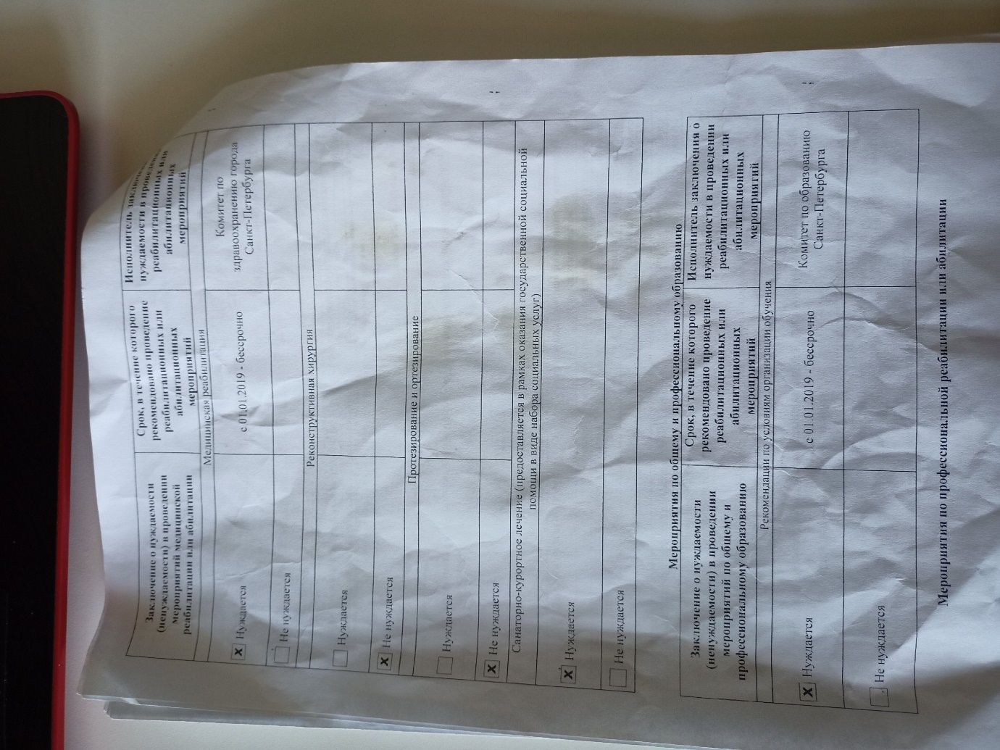 Заключение о нуждаемости
(ненуждаемости) в проведении
мероприятий медицинской
реабилитации или абилитации
Срок, в течение которого
рекомендовано проведение
реабилитационных или
абилитационных
мероприятий
Исполнитель заключения
нуждаемости в проведении
реабилитационных или
абилитационных
мероприятий
Медицинская реабилитация
x Нуждается
с 01.01.2019 - бессрочно
Комитет по
здравоохранению города
Санкт-Петербурга
Не нуждается
Реконструктивная хирургия
Нуждается
x Не нуждается
Протезирование и ортезирование
Нуждается
x Не нуждается
Санаторно-курортное лечение (предоставляется в рамках оказания государственной социальной
помощи в виде набора социальных услуг)
x Нуждается
Не нуждается
Мероприятия по общему и профессиональному образованию
Заключение о нуждаемости
(ненуждаемости) в проведении
мероприятий по общему и
профессиональному образованию
Срок, в течение которого
рекомендовано проведение
реабилитационных или
абилитационных
мероприятий
Исполнитель заключения о
нуждаемости в проведении
реабилитационных или
абилитационных
мероприятий
Рекомендации по условиям организации обучения
x Нуждается
с 01.01.2019 - бессрочно
Комитет по образованию
Санкт-Петербурга
Не нуждается
Мероприятия по профессиональной реабилитации или абилитации